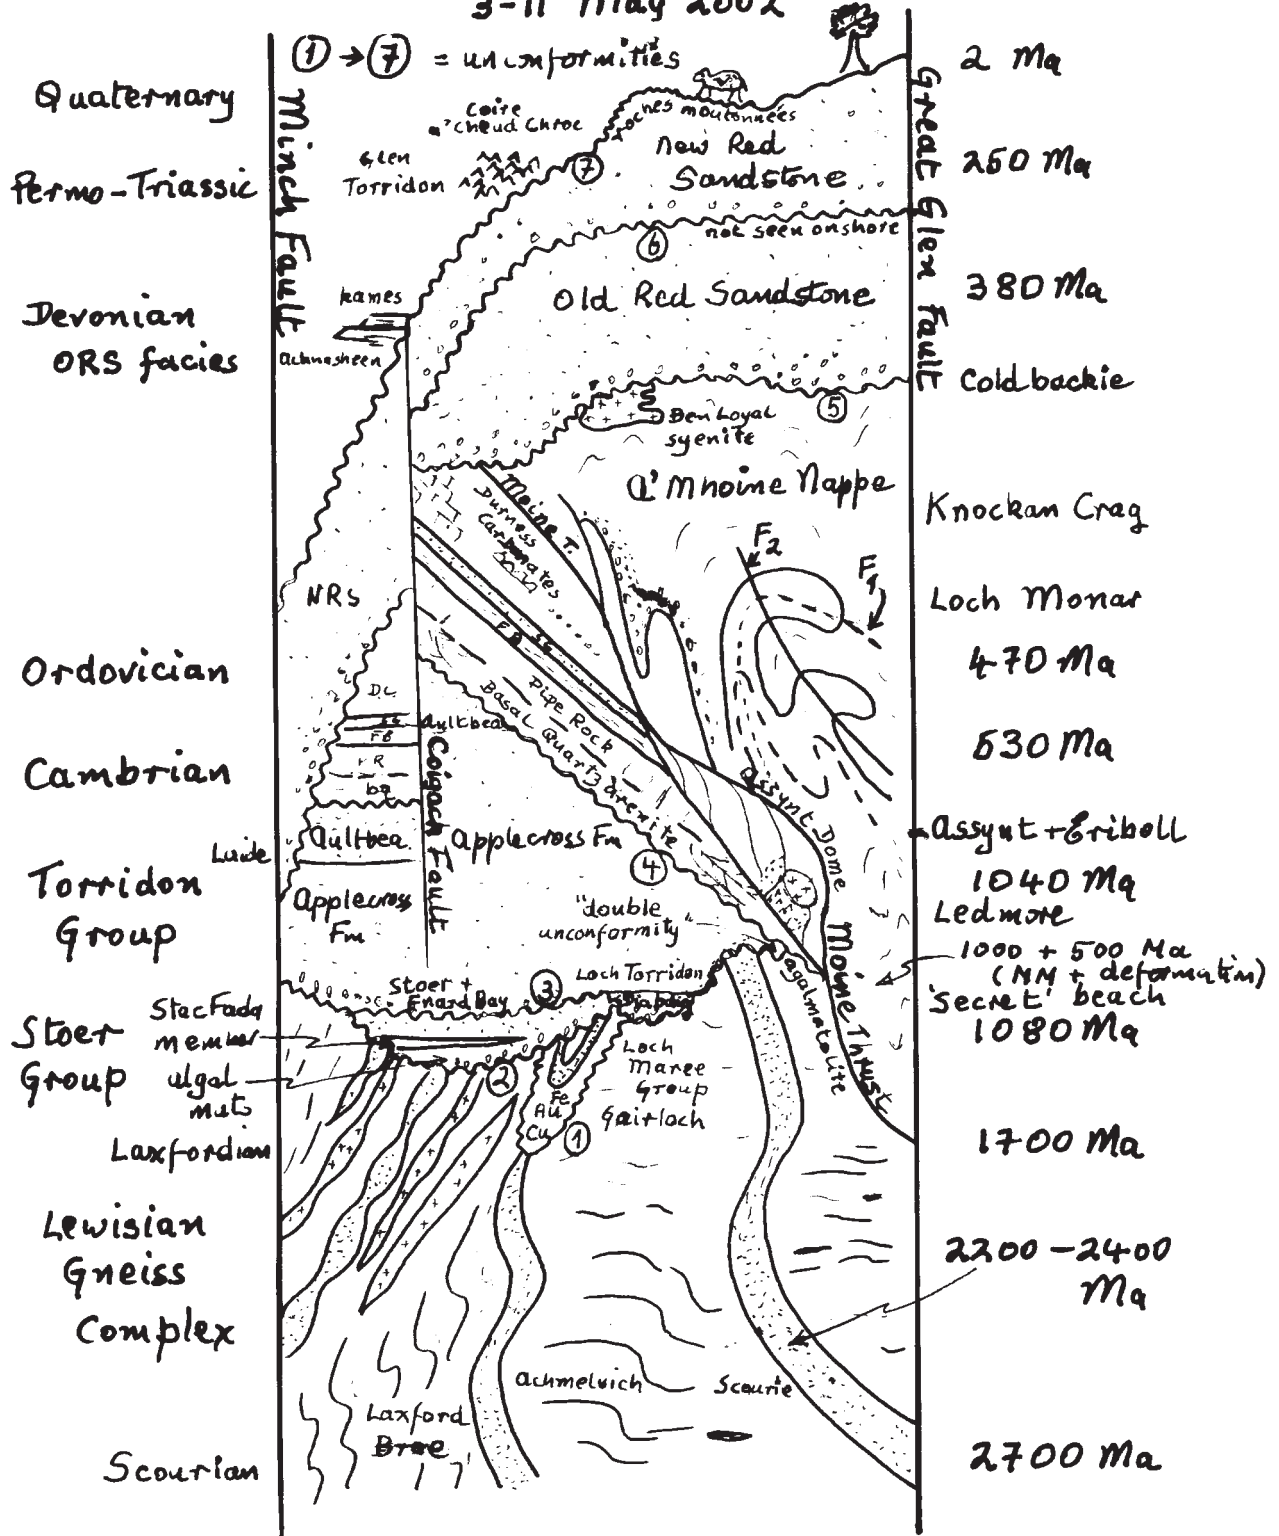 3-11 May 2002
① → ⑦ = unconformities
2 Ma
Quaternary
Minch Fault
Great Glen Fault
Coire
a' Cheud Chroc
roches moutonnées
Glen
Torridon
⑦
New Red
Sandstone
250 Ma
Permo-Triassic
⑥
not seen onshore
kames
Achnasheen
Old Red Sandstone
380 Ma
Devonian
ORS facies
Coldbackie
⑤
Ben Loyal
syenite
A' Mhoine Nappe
Knockan Crag
Moine T.
Durness
Carbonates
F2
F1
NRS
Loch Monar
SG
FB
470 Ma
Ordovician
D.L.
SG
FB
PR
bq
Aultbea
Pipe Rock
Basal Quartz arenite
530 Ma
Cambrian
Coigach Fault
Assynt Dome
Assynt + Eriboll
Aultbea
Applecross Fm
④
Luide
Torridon
Group
Applecross
Fm
"double
unconformity"
1040 Ma
Ledmore
1000 + 500 Ma
(MM + deformation)
'Secret' beach
Moine Thrust
agalmatolite
Stoer +
Enard Bay
③
Loch Torridon
Diabaig
1080 Ma
Stac Fada
member
Stoer
Group
algal
mats
②
Loch
Maree
Group
Gairloch
Fe
Au
Cu
①
Laxfordian
1700 Ma
Lewisian
Gneiss
Complex
2200 - 2400
Ma
Achmelvich
Scourie
Laxford
Brae
Scourian
2700 Ma